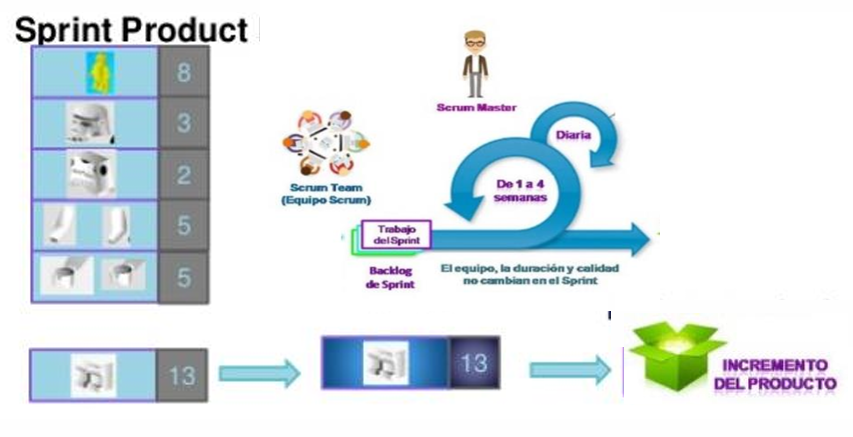 Sprint Product
8
3
2
5
5
13
Scrum Master
Diaria
Scrum Team
(Equipo Scrum)
De 1 a 4
semanas
Trabajo
del Sprint
Backlog
de Sprint
El equipo, la duración y calidad
no cambian en el Sprint
13
INCREMENTO
DEL PRODUCTO